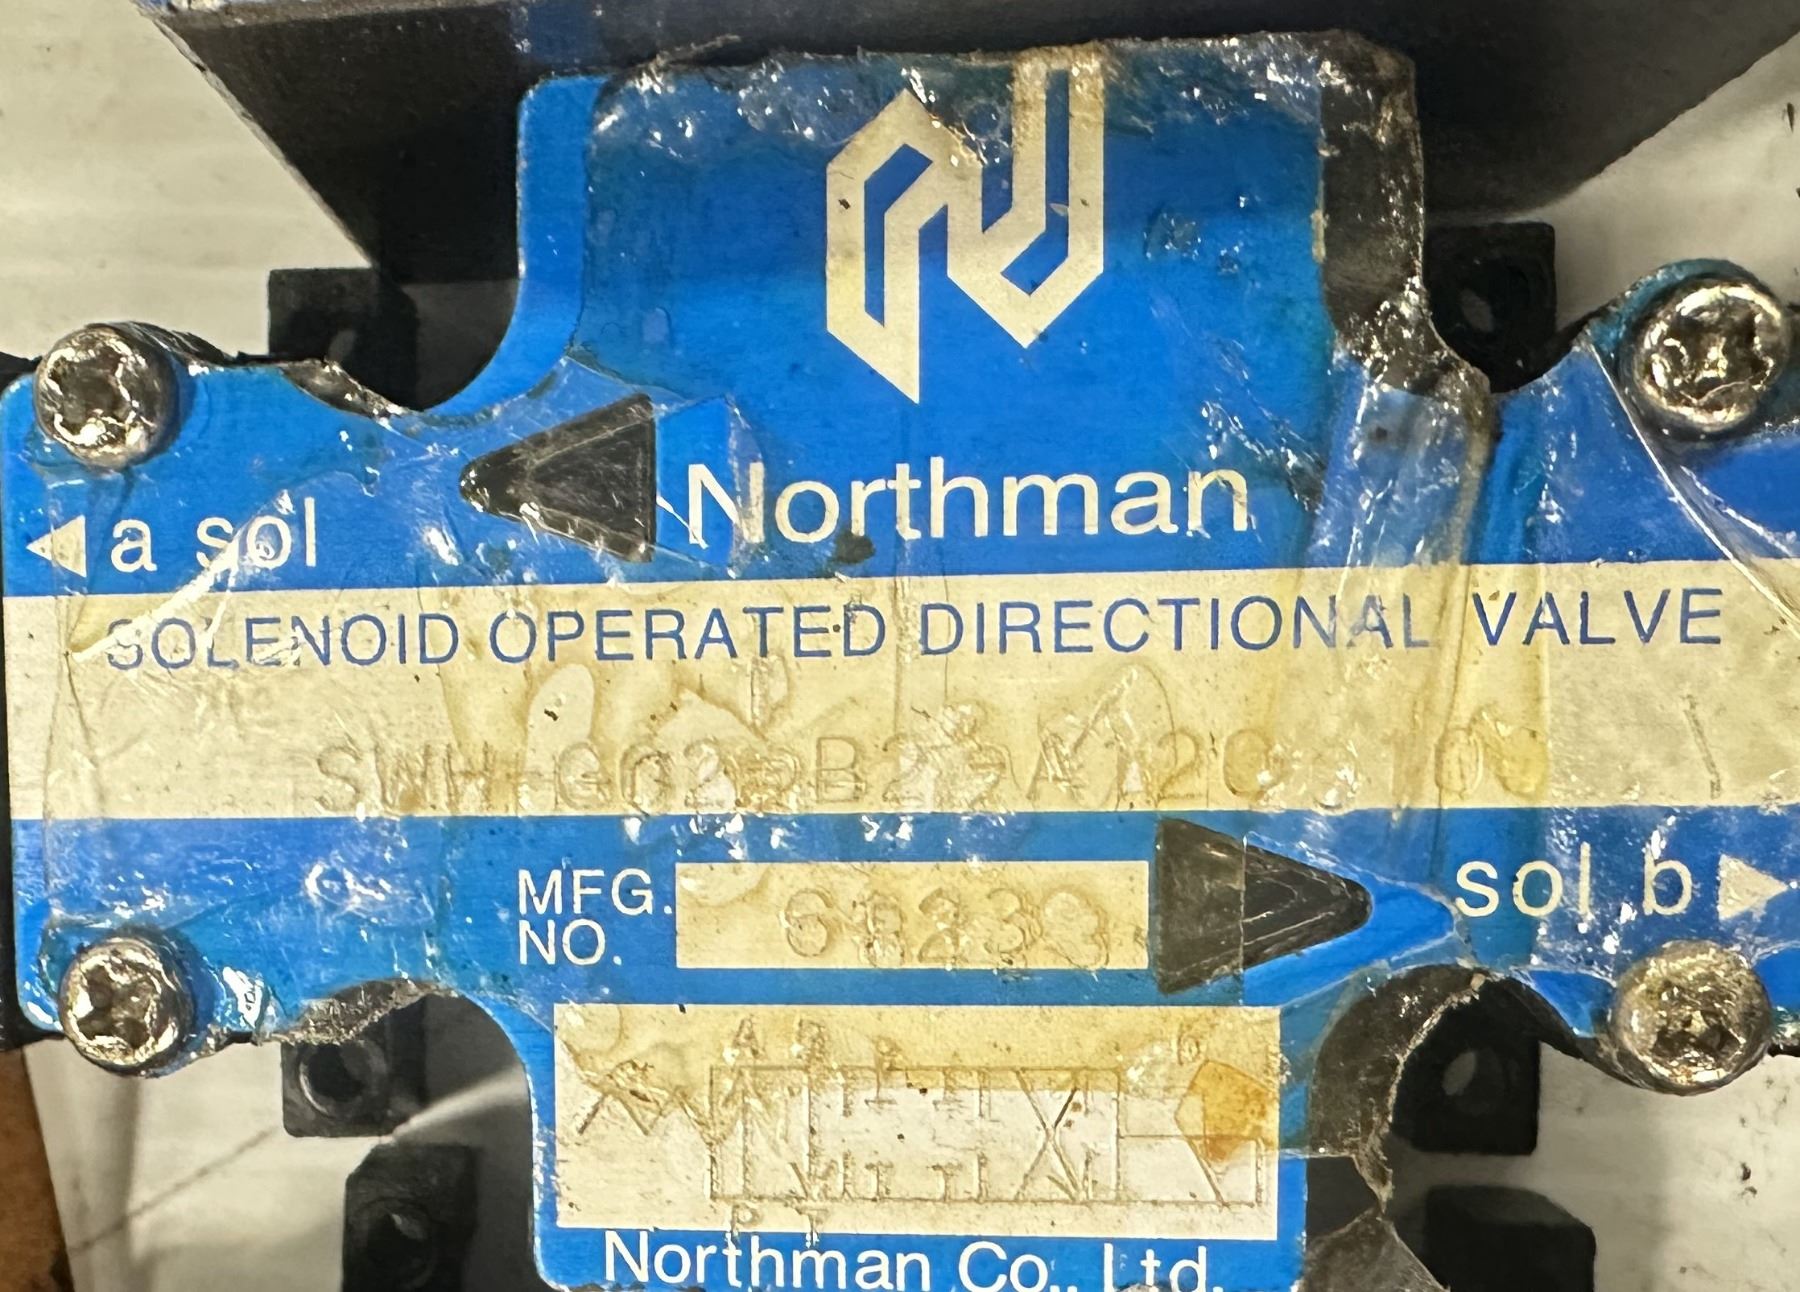 Northman
a sol
SOLENOID OPERATED DIRECTIONAL VALVE
sol b
MFG.
NO.
A B
P T
Northman Co., Ltd.